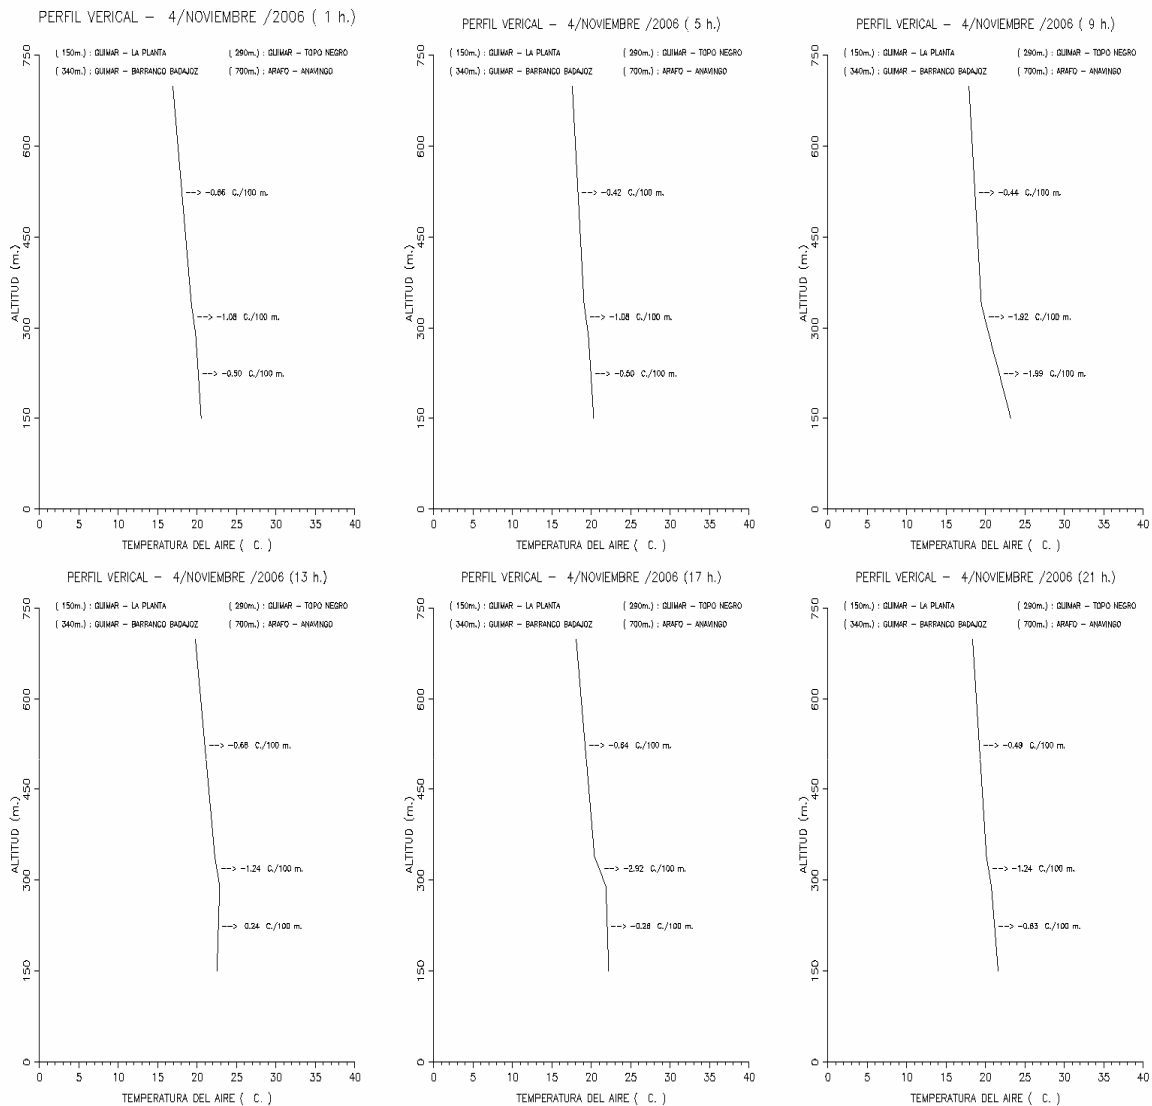 PERFIL VERICAL - 4/NOVIEMBRE /2006 ( 1 h.)
( 150m.) : GUIMAR - LA PLANTA ( 290m.) : GUIMAR - TOPO NEGRO
( 340m.) : GUIMAR - BARRANCO BADAJOZ ( 700m.) : ARAFO - ANAVINGO
750
600
450
300
150
0
ALTITUD (m.)
--> -0.66 C./100 m.
--> -1.08 C./100 m.
--> -0.50 C./100 m.
0 5 10 15 20 25 30 35 40
TEMPERATURA DEL AIRE ( C. )
PERFIL VERICAL - 4/NOVIEMBRE /2006 ( 5 h.)
( 150m.) : GUIMAR - LA PLANTA ( 290m.) : GUIMAR - TOPO NEGRO
( 340m.) : GUIMAR - BARRANCO BADAJOZ ( 700m.) : ARAFO - ANAVINGO
750
600
450
300
150
0
ALTITUD (m.)
--> -0.42 C./100 m.
--> -1.08 C./100 m.
--> -0.50 C./100 m.
0 5 10 15 20 25 30 35 40
TEMPERATURA DEL AIRE ( C. )
PERFIL VERICAL - 4/NOVIEMBRE /2006 ( 9 h.)
( 150m.) : GUIMAR - LA PLANTA ( 290m.) : GUIMAR - TOPO NEGRO
( 340m.) : GUIMAR - BARRANCO BADAJOZ ( 700m.) : ARAFO - ANAVINGO
750
600
450
300
150
0
ALTITUD (m.)
--> -0.44 C./100 m.
--> -1.92 C./100 m.
--> -1.99 C./100 m.
0 5 10 15 20 25 30 35 40
TEMPERATURA DEL AIRE ( C. )
PERFIL VERICAL - 4/NOVIEMBRE /2006 (13 h.)
( 150m.) : GUIMAR - LA PLANTA ( 290m.) : GUIMAR - TOPO NEGRO
( 340m.) : GUIMAR - BARRANCO BADAJOZ ( 700m.) : ARAFO - ANAVINGO
750
600
450
300
150
0
ALTITUD (m.)
--> -0.68 C./100 m.
--> -1.24 C./100 m.
--> 0.24 C./100 m.
0 5 10 15 20 25 30 35 40
TEMPERATURA DEL AIRE ( C. )
PERFIL VERICAL - 4/NOVIEMBRE /2006 (17 h.)
( 150m.) : GUIMAR - LA PLANTA ( 290m.) : GUIMAR - TOPO NEGRO
( 340m.) : GUIMAR - BARRANCO BADAJOZ ( 700m.) : ARAFO - ANAVINGO
750
600
450
300
150
0
ALTITUD (m.)
--> -0.64 C./100 m.
--> -2.92 C./100 m.
--> -0.26 C./100 m.
0 5 10 15 20 25 30 35 40
TEMPERATURA DEL AIRE ( C. )
PERFIL VERICAL - 4/NOVIEMBRE /2006 (21 h.)
( 150m.) : GUIMAR - LA PLANTA ( 290m.) : GUIMAR - TOPO NEGRO
( 340m.) : GUIMAR - BARRANCO BADAJOZ ( 700m.) : ARAFO - ANAVINGO
750
600
450
300
150
0
ALTITUD (m.)
--> -0.49 C./100 m.
--> -1.24 C./100 m.
--> -0.63 C./100 m.
0 5 10 15 20 25 30 35 40
TEMPERATURA DEL AIRE ( C. )